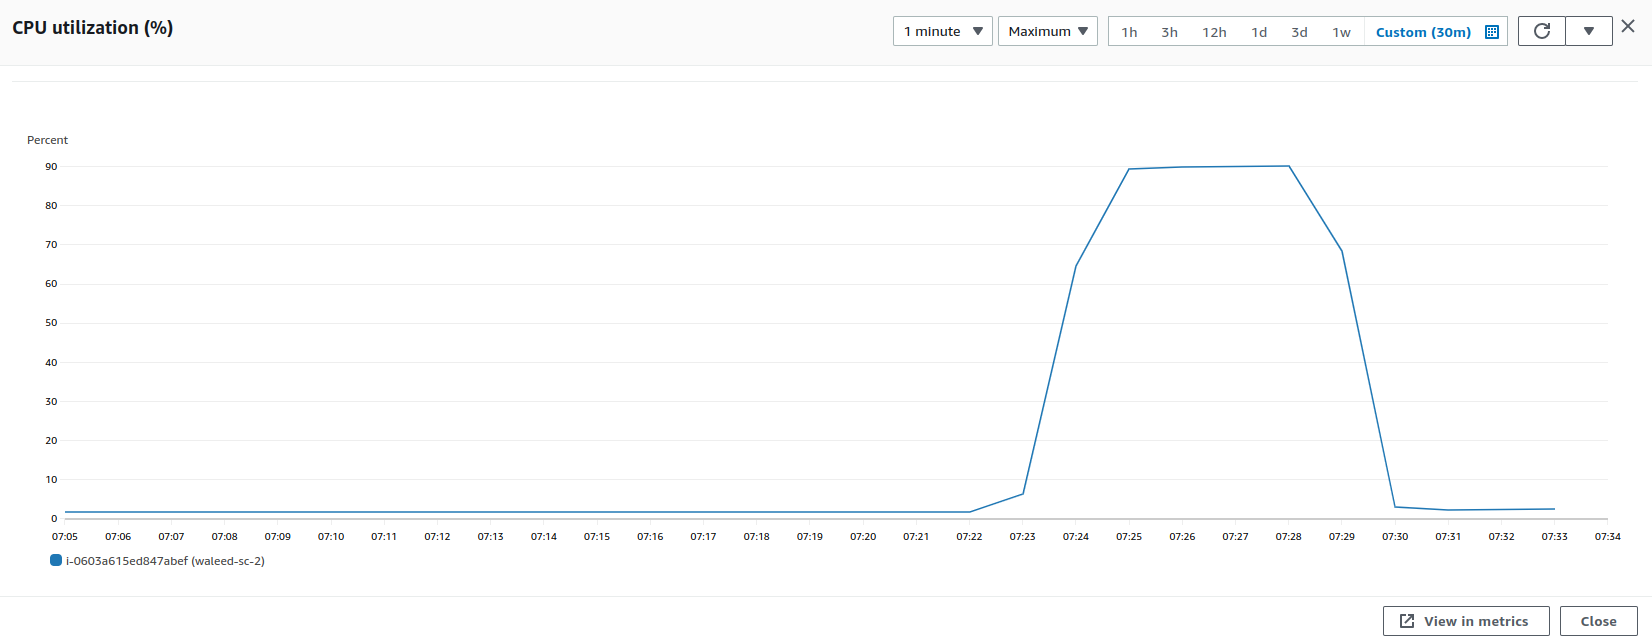 CPU utilization (%)
1 minute Maximum 1h 3h 12h 1d 3d 1w Custom (30m)
Percent
90
80
70
60
50
40
30
20
10
0
07:05 07:06 07:07 07:08 07:09 07:10 07:11 07:12 07:13 07:14 07:15 07:16 07:17 07:18 07:19 07:20 07:21 07:22 07:23 07:24 07:25 07:26 07:27 07:28 07:29 07:30 07:31 07:32 07:33 07:34
i-0603a615ed847abef (waleed-sc-2)
View in metrics Close